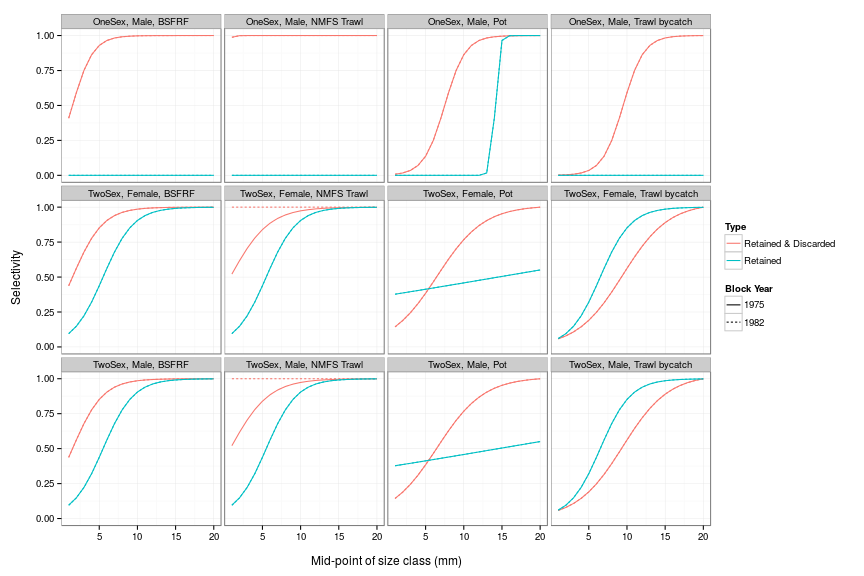 OneSex, Male, BSFRF
OneSex, Male, NMFS Trawl
OneSex, Male, Pot
OneSex, Male, Trawl bycatch
1.00
0.75
0.50
0.25
0.00
TwoSex, Female, BSFRF
TwoSex, Female, NMFS Trawl
TwoSex, Female, Pot
TwoSex, Female, Trawl bycatch
1.00
0.75
0.50
0.25
0.00
TwoSex, Male, BSFRF
TwoSex, Male, NMFS Trawl
TwoSex, Male, Pot
TwoSex, Male, Trawl bycatch
1.00
0.75
0.50
0.25
0.00
5 10 15 20
5 10 15 20
5 10 15 20
5 10 15 20
Selectivity
Mid-point of size class (mm)
Type
Retained & Discarded
Retained
Block Year
1975
1982